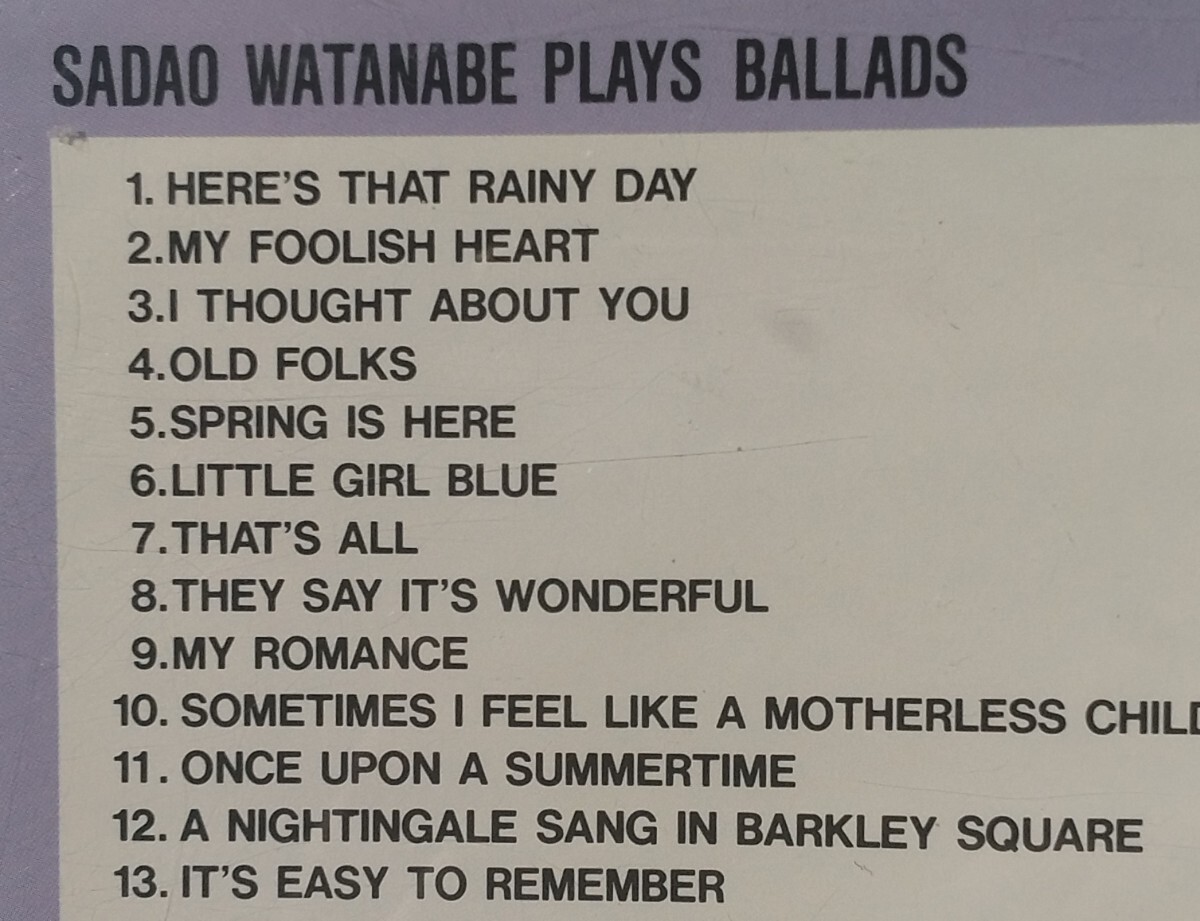 SADAO WATANABE PLAYS BALLADS
1. HERE'S THAT RAINY DAY
2.MY FOOLISH HEART
3.I THOUGHT ABOUT YOU
4.OLD FOLKS
5.SPRING IS HERE
6.LITTLE GIRL BLUE
7.THAT'S ALL
8.THEY SAY IT'S WONDERFUL
9.MY ROMANCE
10. SOMETIMES I FEEL LIKE A MOTHERLESS CHILD
11. ONCE UPON A SUMMERTIME
12. A NIGHTINGALE SANG IN BARKLEY SQUARE
13. IT'S EASY TO REMEMBER